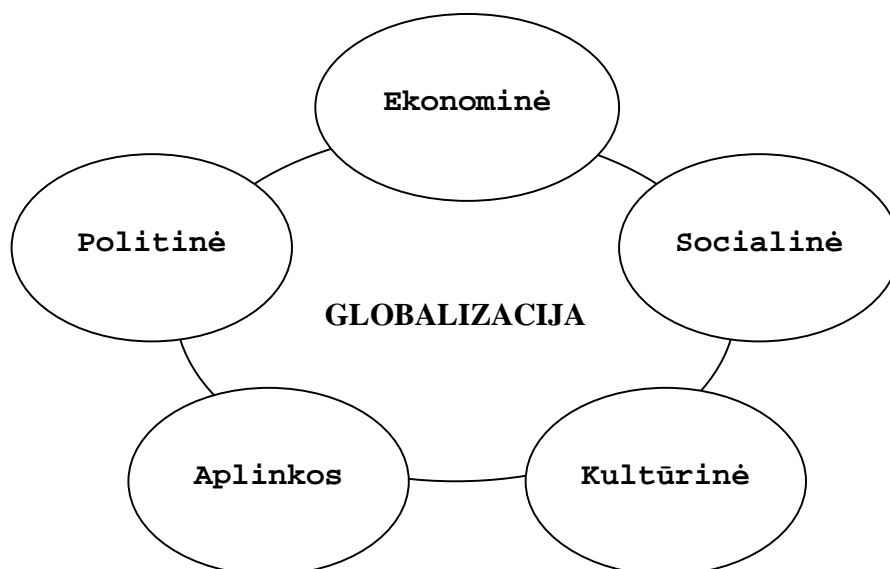 Ekonominė
Politinė
Socialinė
GLOBALIZACIJA
Aplinkos
Kultūrinė